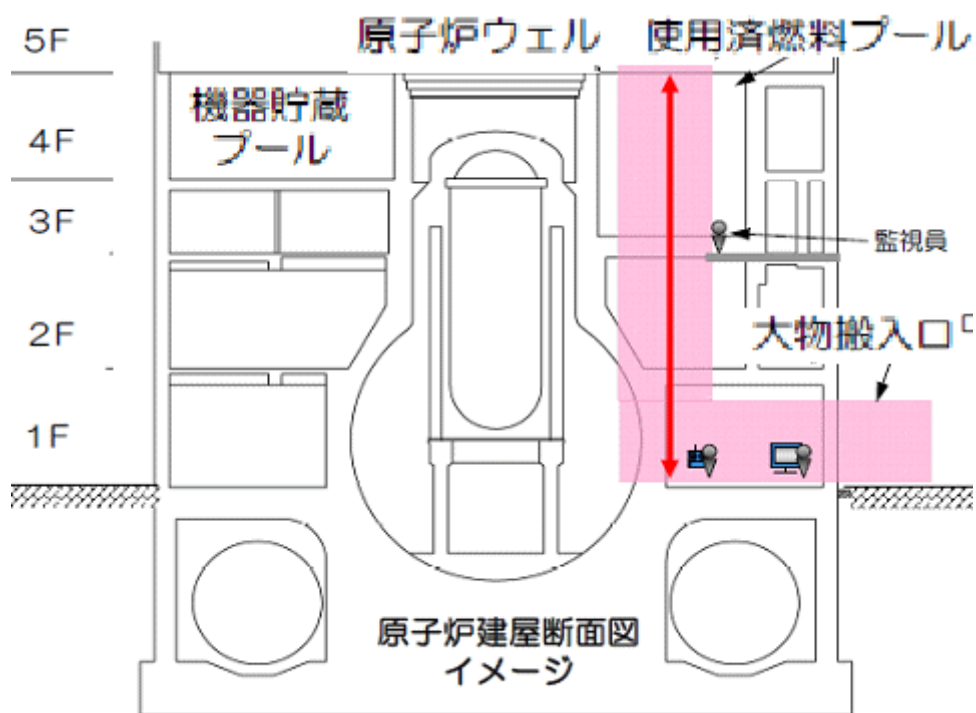 5F
原子炉ウェル
使用済燃料プール
機器貯蔵
プール
4F
3F
監視員
2F
大物搬入口
1F
原子炉建屋断面図
イメージ